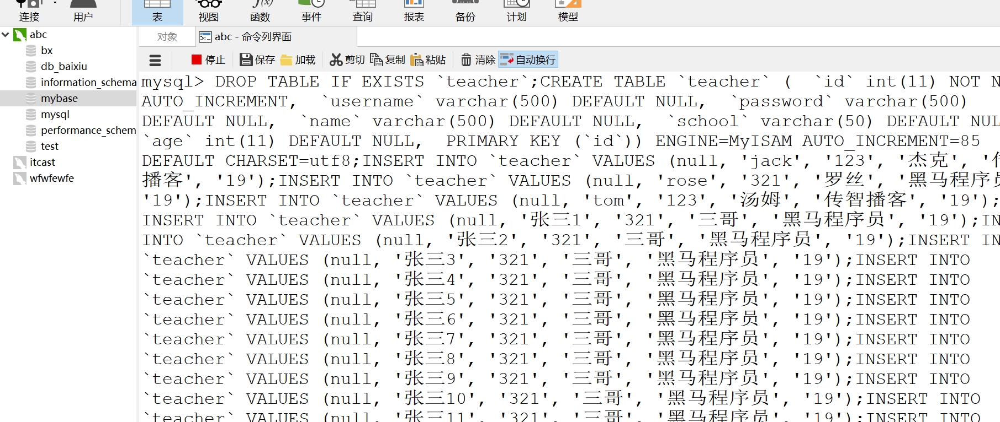 连接 用户 表 视图 函数 事件 查询 报表 备份 计划 模型
abc
bx
db_baixiu
information_schema
mybase
mysql
performance_schem
test
itcast
wfwfewfe
对象 abc - 命令列界面
停止 保存 加载 剪切 复制 粘贴 清除 自动换行
mysql> DROP TABLE IF EXISTS `teacher`;CREATE TABLE `teacher` (  `id` int(11) NOT N
AUTO_INCREMENT,  `username` varchar(500) DEFAULT NULL,  `password` varchar(500)
DEFAULT NULL,  `name` varchar(500) DEFAULT NULL,  `school` varchar(50) DEFAULT NUL
`age` int(11) DEFAULT NULL,  PRIMARY KEY (`id`)) ENGINE=MyISAM AUTO_INCREMENT=85
DEFAULT CHARSET=utf8;INSERT INTO `teacher` VALUES (null, 'jack', '123', '杰克', '
播客', '19');INSERT INTO `teacher` VALUES (null, 'rose', '321', '罗丝', '黑马程序员
'19');INSERT INTO `teacher` VALUES (null, 'tom', '123', '汤姆', '传智播客', '19');
INSERT INTO `teacher` VALUES (null, '张三1', '321', '三哥', '黑马程序员', '19');IN
INTO `teacher` VALUES (null, '张三2', '321', '三哥', '黑马程序员', '19');INSERT IN
`teacher` VALUES (null, '张三3', '321', '三哥', '黑马程序员', '19');INSERT INTO
`teacher` VALUES (null, '张三4', '321', '三哥', '黑马程序员', '19');INSERT INTO
`teacher` VALUES (null, '张三5', '321', '三哥', '黑马程序员', '19');INSERT INTO
`teacher` VALUES (null, '张三6', '321', '三哥', '黑马程序员', '19');INSERT INTO
`teacher` VALUES (null, '张三7', '321', '三哥', '黑马程序员', '19');INSERT INTO
`teacher` VALUES (null, '张三8', '321', '三哥', '黑马程序员', '19');INSERT INTO
`teacher` VALUES (null, '张三9', '321', '三哥', '黑马程序员', '19');INSERT INTO
`teacher` VALUES (null, '张三10', '321', '三哥', '黑马程序员', '19');INSERT INTO
`teacher` VALUES (null, '张三11', '321', '三哥', '黑马程序员', '19');INSERT INTO